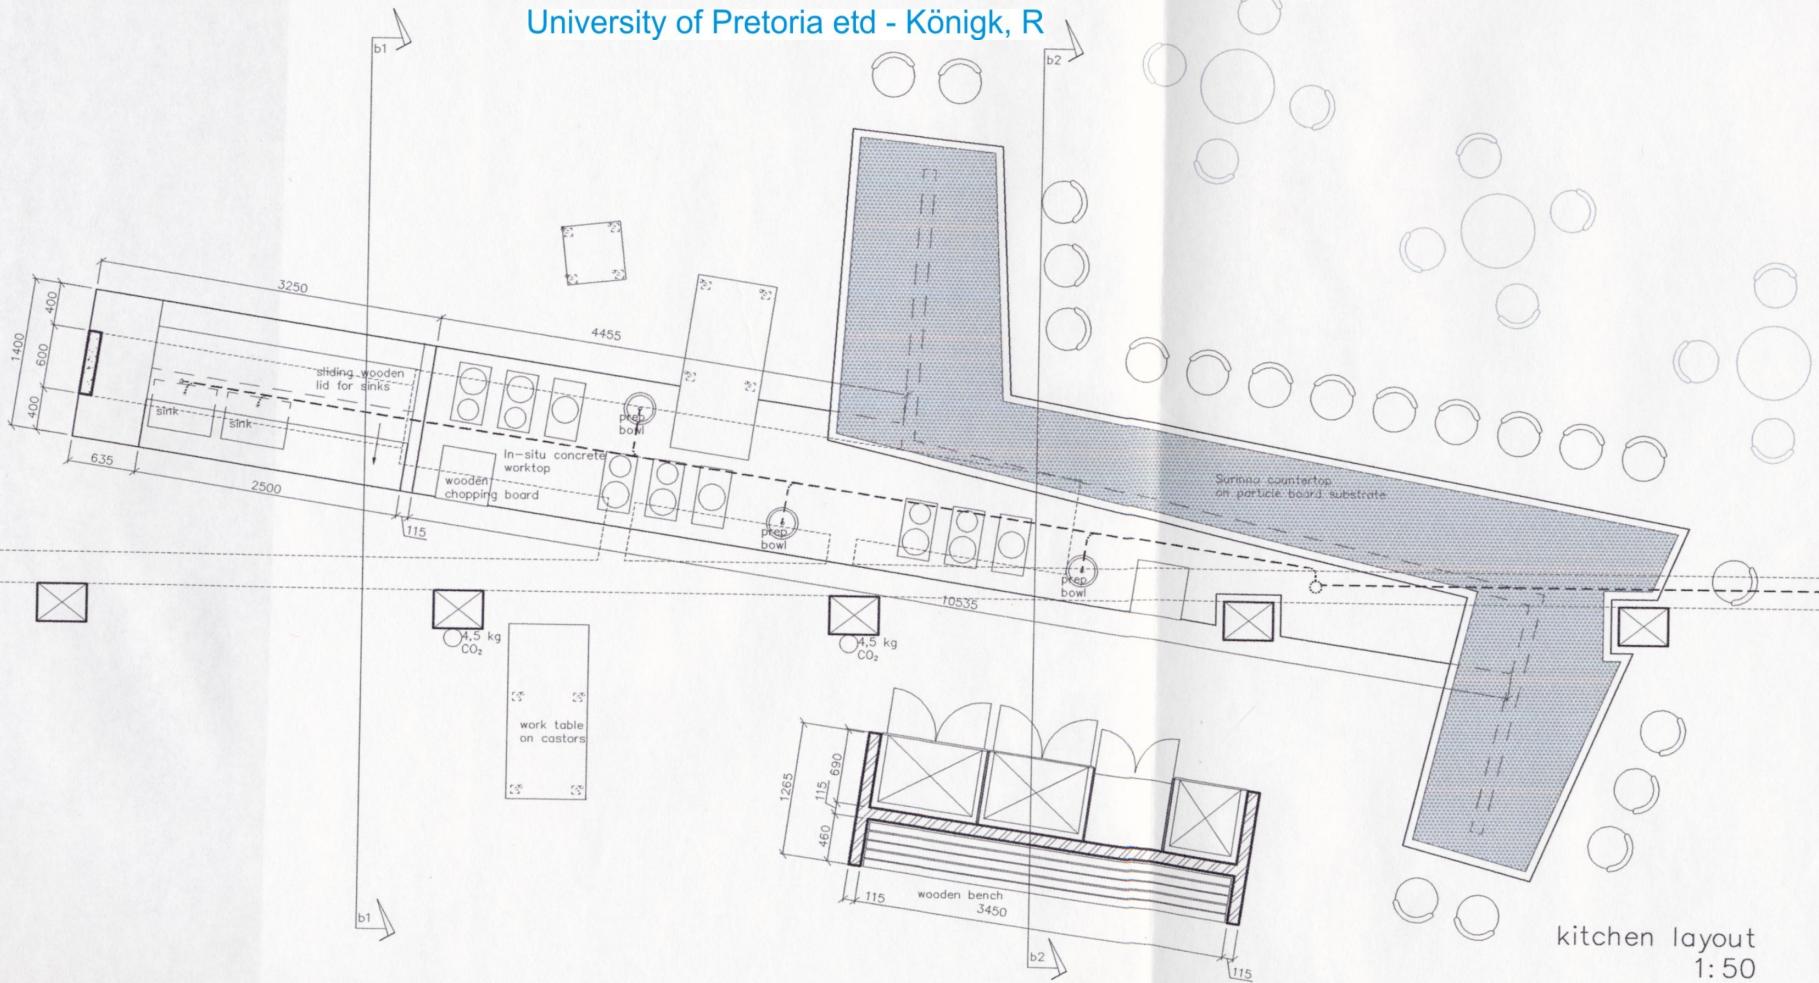 University of Pretoria etd - Königk, R
b1
b2
3250
4455
400
600
1400
400
sliding wooden
lid for sinks
sink
sink
prep
bowl
In-situ concrete
worktop
wooden
chopping board
635
2500
115
prep
bowl
Surinno countertop
on particle board substrate
prep
bowl
10535
4,5 kg
CO₂
4,5 kg
CO₂
work table
on castors
1265
690
115
460
115
wooden bench
3450
115
b1
b2
kitchen layout
1:50